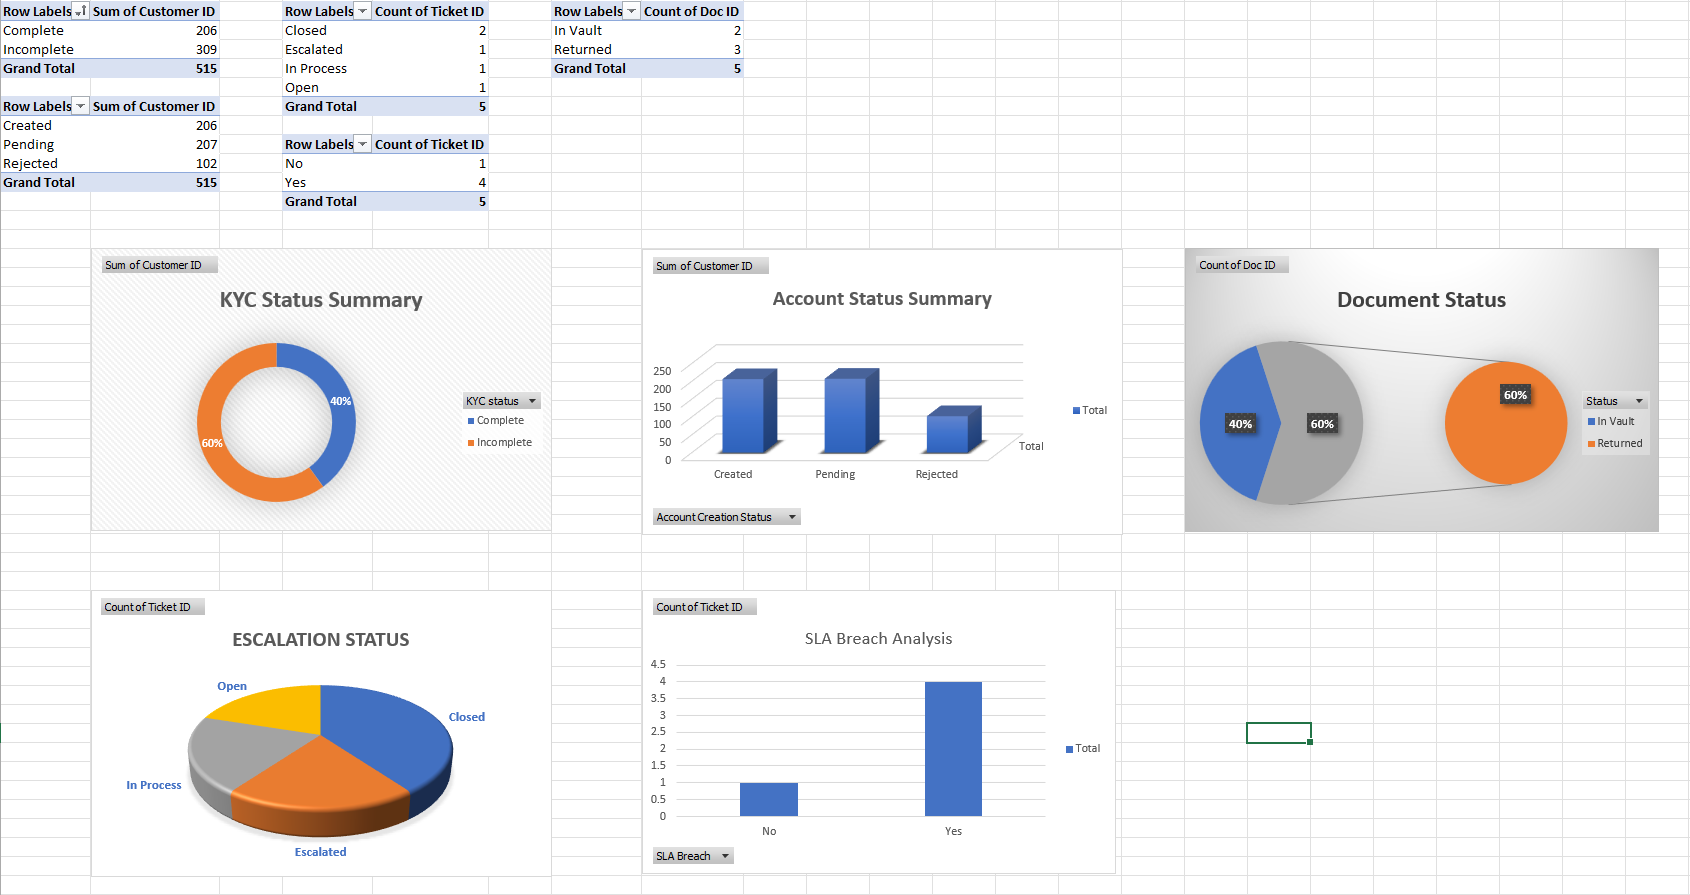 Row Labels Sum of Customer ID
Complete 206
Incomplete 309
Grand Total 515
Row Labels Sum of Customer ID
Created 206
Pending 207
Rejected 102
Grand Total 515
Row Labels Count of Ticket ID
Closed 2
Escalated 1
In Process 1
Open 1
Grand Total 5
Row Labels Count of Ticket ID
No 1
Yes 4
Grand Total 5
Row Labels Count of Doc ID
In Vault 2
Returned 3
Grand Total 5
Sum of Customer ID
KYC Status Summary
40%
60%
KYC status
Complete
Incomplete
Sum of Customer ID
Account Status Summary
250
200
150
100
50
0
Created Pending Rejected
Total
Total
Account Creation Status
Count of Doc ID
Document Status
40%
60%
60%
Status
In Vault
Returned
Count of Ticket ID
ESCALATION STATUS
Open
Closed
In Process
Escalated
Count of Ticket ID
SLA Breach Analysis
4.5
4
3.5
3
2.5
2
1.5
1
0.5
0
No Yes
Total
SLA Breach